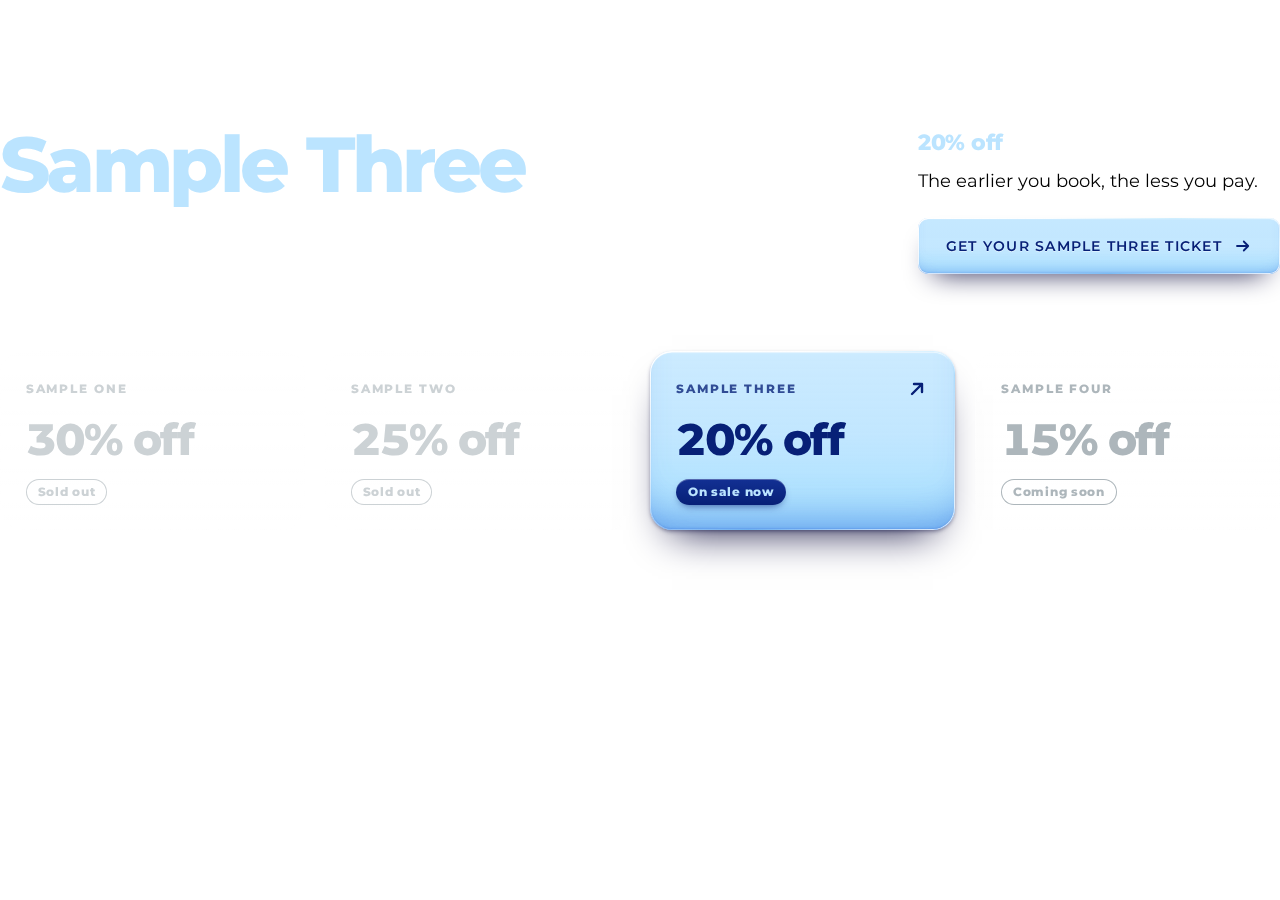 Sample Three
20% off
The earlier you book, the less you pay.
GET YOUR SAMPLE THREE TICKET
SAMPLE ONE
30% off
Sold out
SAMPLE TWO
25% off
Sold out
SAMPLE THREE
20% off
On sale now
SAMPLE FOUR
15% off
Coming soon